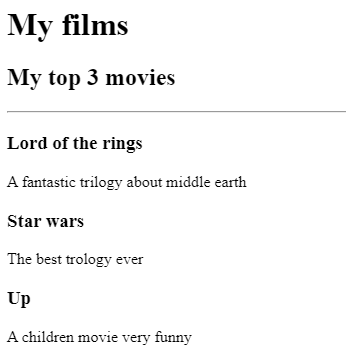 My films
My top 3 movies
Lord of the rings
A fantastic trilogy about middle earth
Star wars
The best trology ever
Up
A children movie very funny